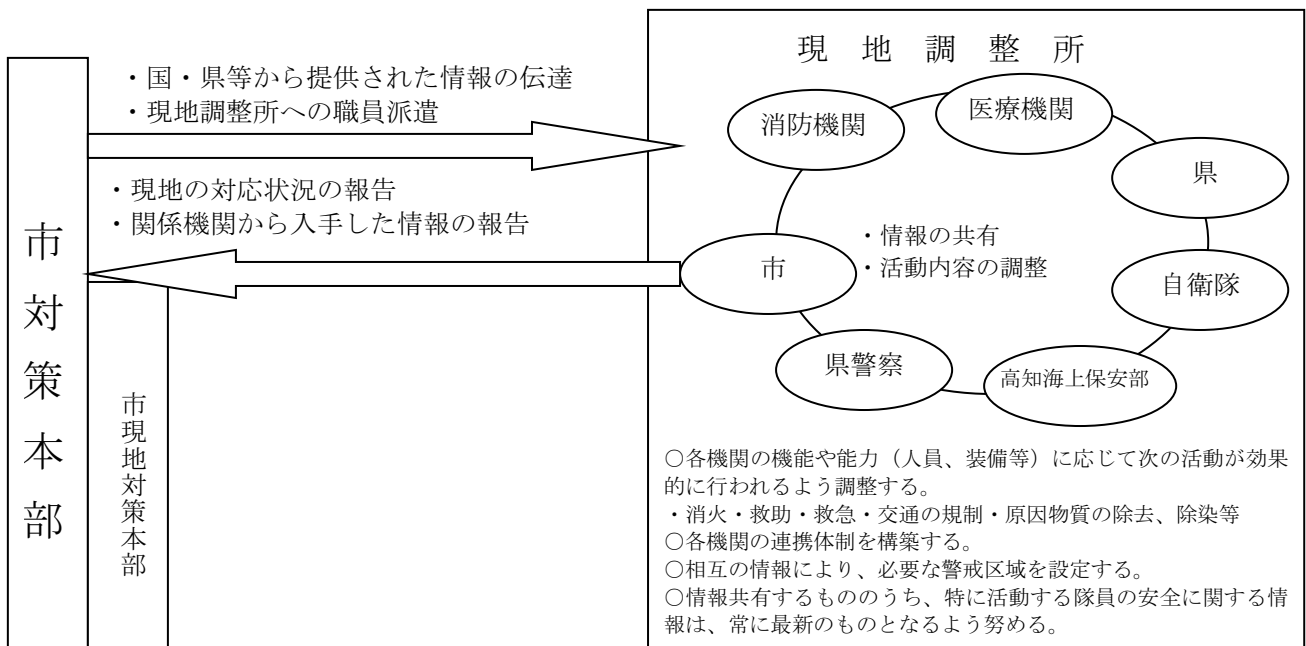 市対策本部
市現地対策本部
・国・県等から提供された情報の伝達
・現地調整所への職員派遣
・現地の対応状況の報告
・関係機関から入手した情報の報告
現地調整所
消防機関
医療機関
県
自衛隊
高知海上保安部
県警察
市
・情報の共有
・活動内容の調整
○各機関の機能や能力（人員、装備等）に応じて次の活動が効果
的に行われるよう調整する。
・消火・救助・救急・交通の規制・原因物質の除去、除染等
○各機関の連携体制を構築する。
○相互の情報により、必要な警戒区域を設定する。
○情報共有するもののうち、特に活動する隊員の安全に関する情
報は、常に最新のものとなるよう努める。